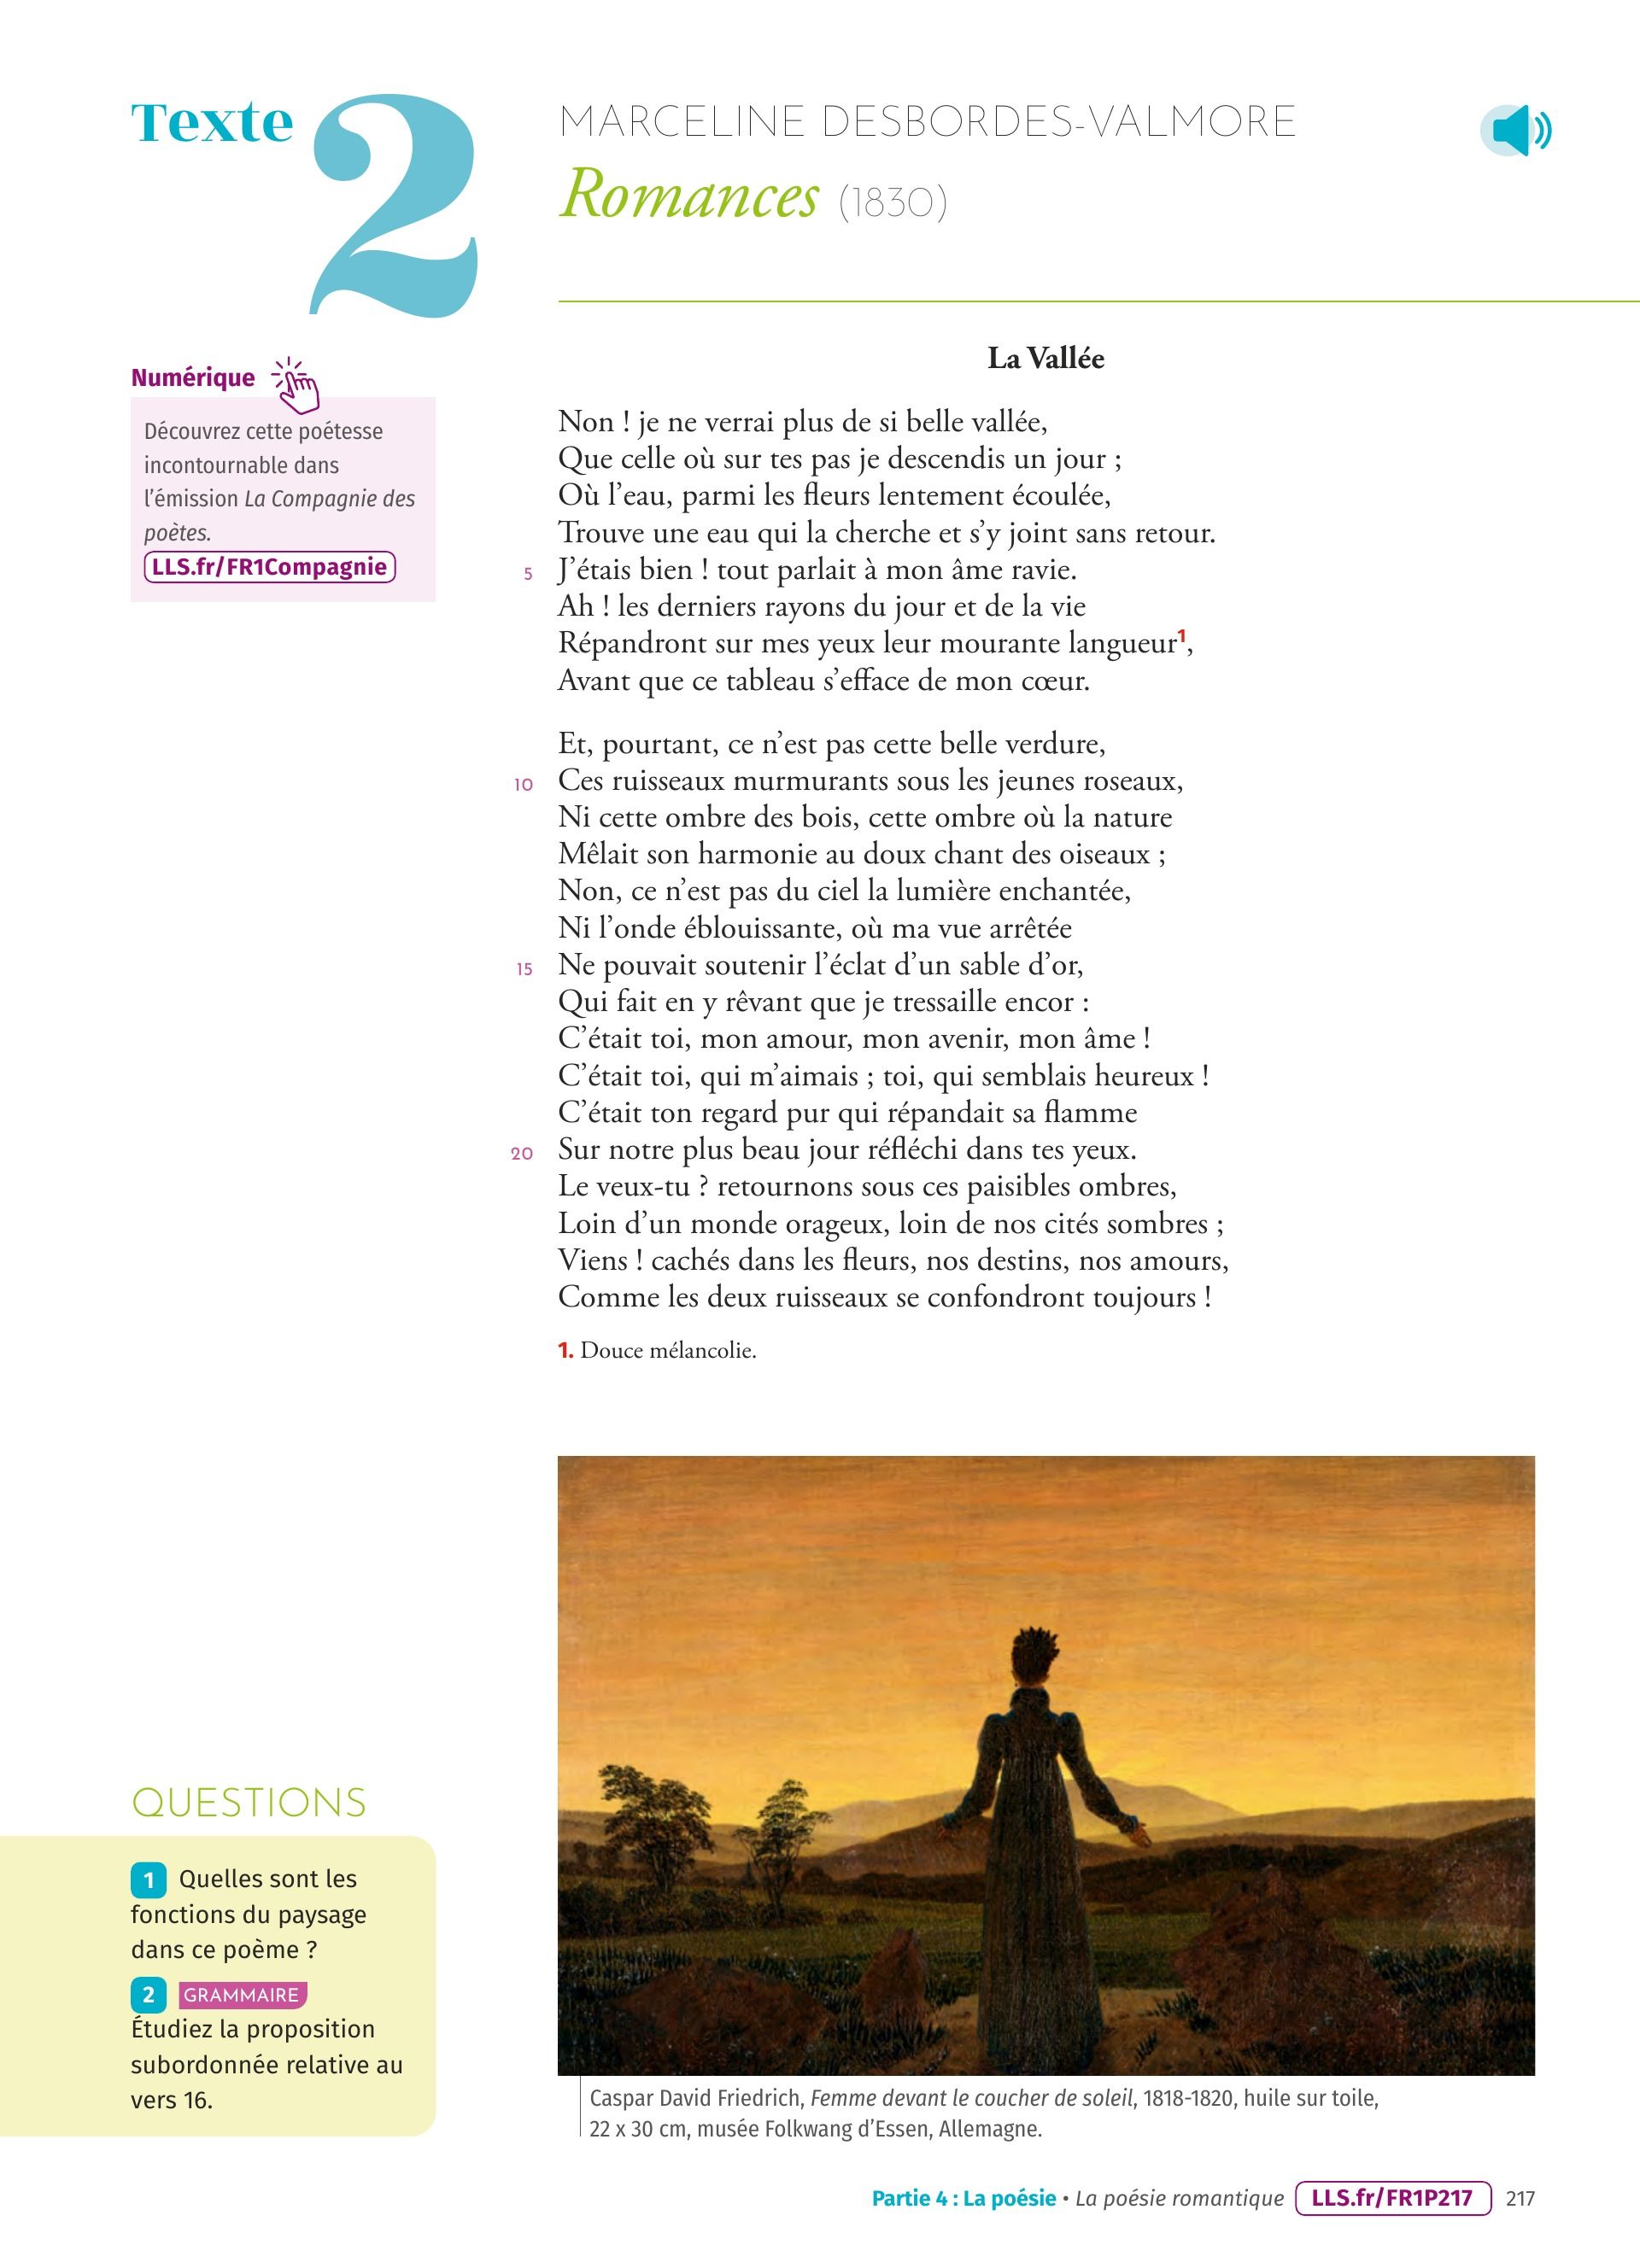 Texte 2
MARCELINE DESBORDES-VALMORE
Romances (1830)
Numérique
Découvrez cette poétesse
incontournable dans
l'émission La Compagnie des
poètes.
LLS.fr/FR1Compagnie
La Vallée
Non ! je ne verrai plus de si belle vallée,
Que celle où sur tes pas je descendis un jour ;
Où l'eau, parmi les fleurs lentement écoulée,
Trouve une eau qui la cherche et s'y joint sans retour.
5 J'étais bien ! tout parlait à mon âme ravie.
Ah ! les derniers rayons du jour et de la vie
Répandront sur mes yeux leur mourante langueur1,
Avant que ce tableau s'efface de mon cœur.
Et, pourtant, ce n'est pas cette belle verdure,
10 Ces ruisseaux murmurants sous les jeunes roseaux,
Ni cette ombre des bois, cette ombre où la nature
Mêlait son harmonie au doux chant des oiseaux ;
Non, ce n'est pas du ciel la lumière enchantée,
Ni l'onde éblouissante, où ma vue arrêtée
15 Ne pouvait soutenir l'éclat d'un sable d'or,
Qui fait en y rêvant que je tressaille encor :
C'était toi, mon amour, mon avenir, mon âme !
C'était toi, qui m'aimais ; toi, qui semblais heureux !
C'était ton regard pur qui répandait sa flamme
20 Sur notre plus beau jour réfléchi dans tes yeux.
Le veux-tu ? retournons sous ces paisibles ombres,
Loin d'un monde orageux, loin de nos cités sombres ;
Viens ! cachés dans les fleurs, nos destins, nos amours,
Comme les deux ruisseaux se confondront toujours !
1. Douce mélancolie.
QUESTIONS
1 Quelles sont les
fonctions du paysage
dans ce poème ?
2 GRAMMAIRE
Étudiez la proposition
subordonnée relative au
vers 16.
Caspar David Friedrich, Femme devant le coucher de soleil, 1818-1820, huile sur toile,
22 x 30 cm, musée Folkwang d'Essen, Allemagne.
Partie 4 : La poésie • La poésie romantique LLS.fr/FR1P217 217